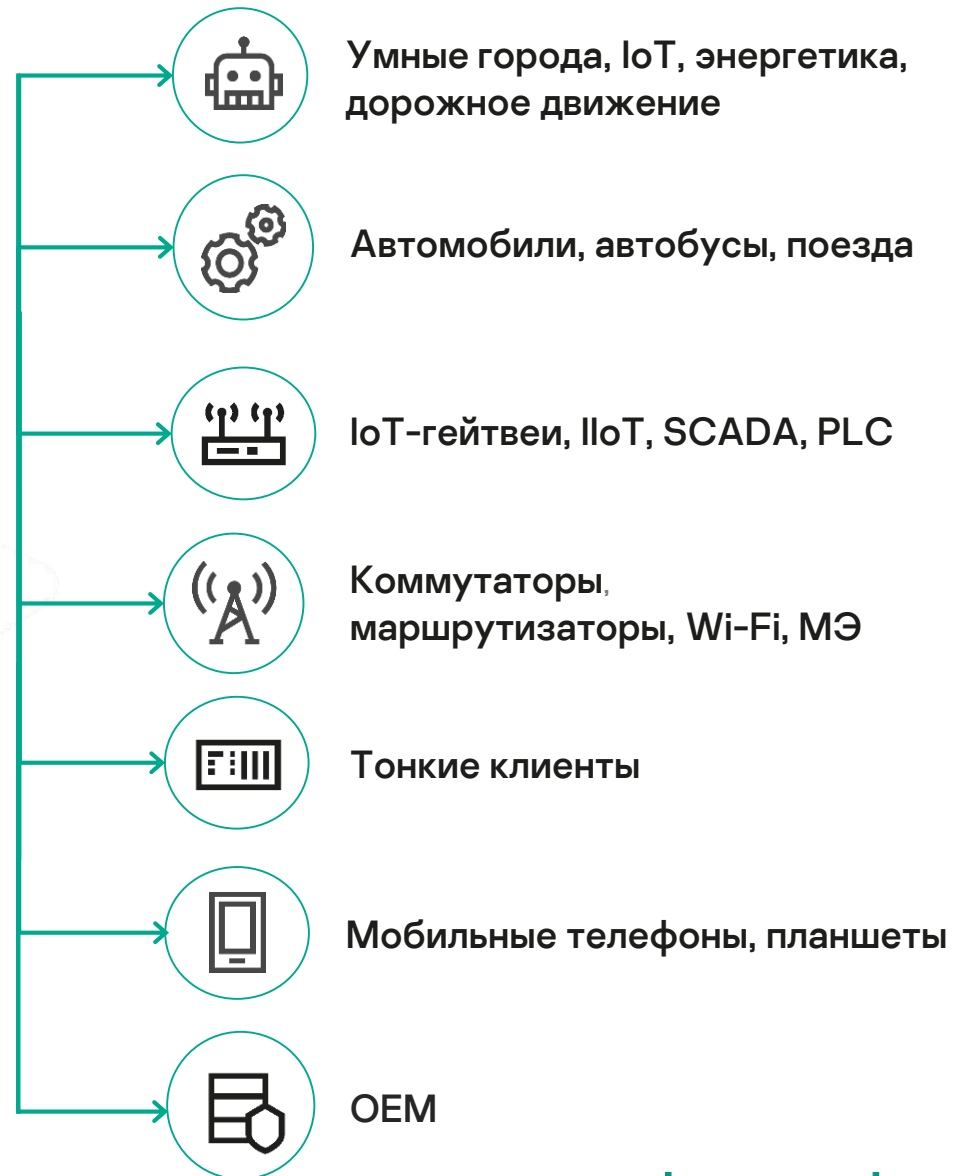 Умные города, IoT, энергетика,
дорожное движение
Автомобили, автобусы, поезда
IoT-гейтвеи, IIoT, SCADA, PLC
Коммутаторы,
маршрутизаторы, Wi-Fi, МЭ
Тонкие клиенты
Мобильные телефоны, планшеты
OEM